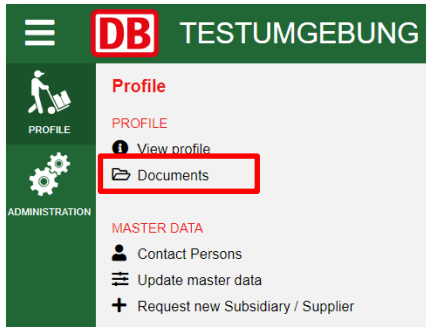 DB TESTUMGEBUNG
PROFILE
ADMINISTRATION
Profile
PROFILE
View profile
Documents
MASTER DATA
Contact Persons
Update master data
Request new Subsidiary / Supplier